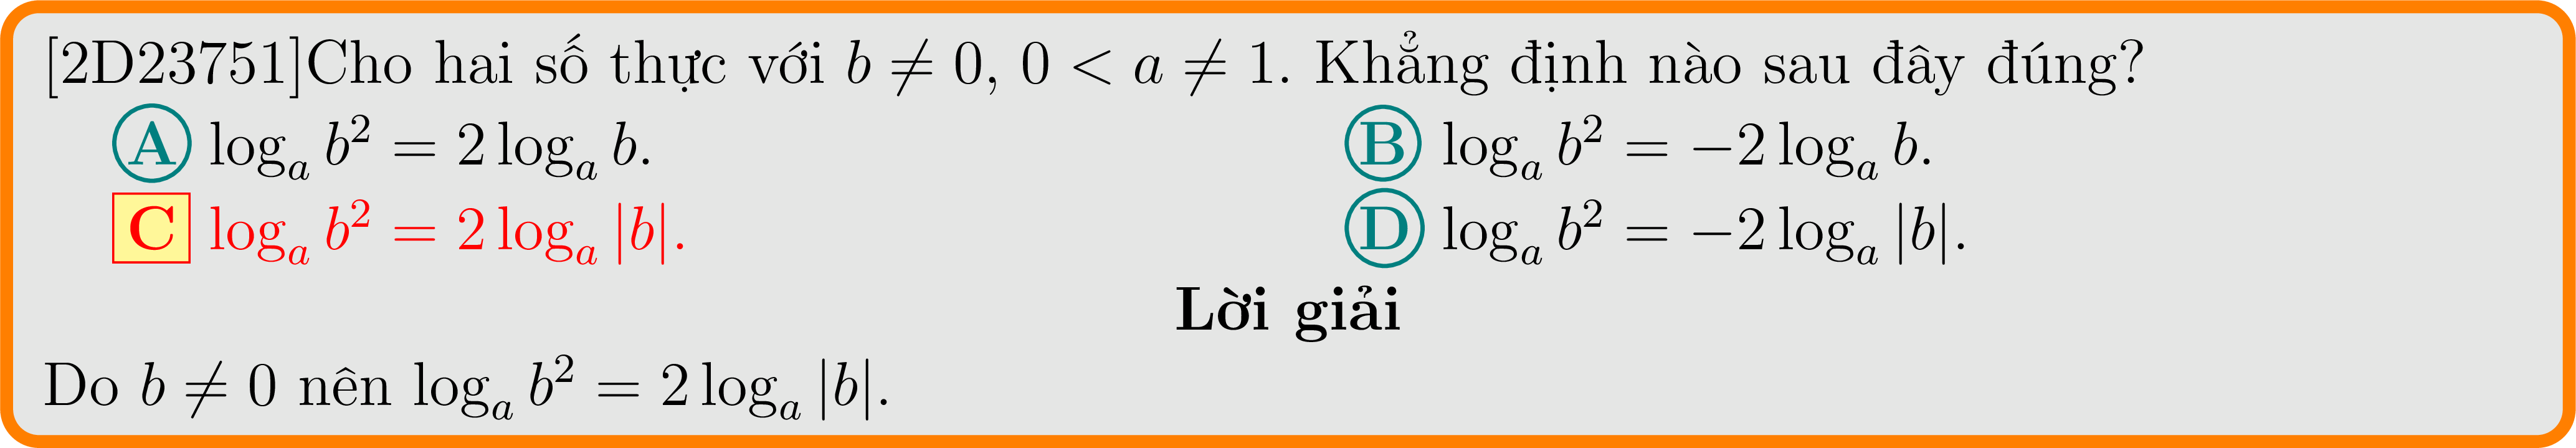 [2D23751]Cho hai số thực với $b \neq 0$, $0 < a \neq 1$. Khẳng định nào sau đây đúng?
A $\log_a b^2 = 2\log_a b$. B $\log_a b^2 = -2\log_a b$.
C $\log_a b^2 = 2\log_a |b|$. D $\log_a b^2 = -2\log_a |b|$.
Lời giải
Do $b \neq 0$ nên $\log_a b^2 = 2\log_a |b|$.